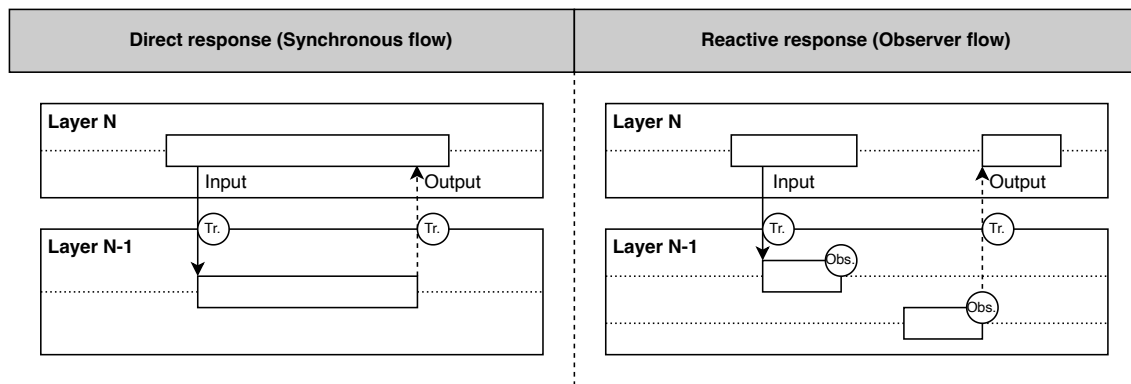 Direct response (Synchronous flow)
Reactive response (Observer flow)
Layer N
Input
Output
Tr.
Tr.
Layer N-1
Layer N
Input
Output
Tr.
Tr.
Layer N-1
Obs.
Obs.